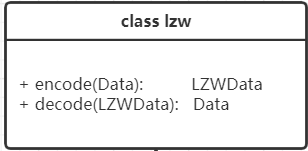 class lzw
+ encode(Data): LZWData
+ decode(LZWData): Data